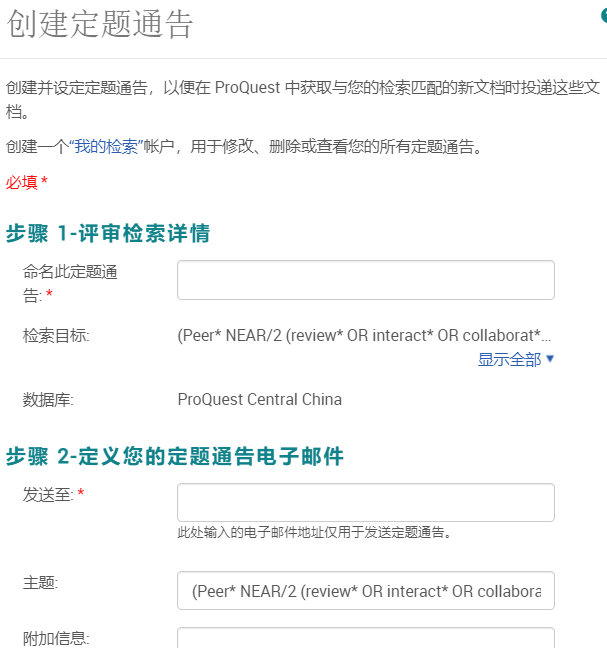 创建定题通告
创建并设定定题通告，以便在 ProQuest 中获取与您的检索匹配的新文档时投递这些文
档。
创建一个“我的检索”帐户，用于修改、删除或查看您的所有定题通告。
必填 *
步骤 1-评审检索详情
命名此定题通
告: *
检索目标:
(Peer* NEAR/2 (review* OR interact* OR collaborat*...
显示全部 ▼
数据库:
ProQuest Central China
步骤 2-定义您的定题通告电子邮件
发送至: *
此处输入的电子邮件地址仅用于发送定题通告。
主题:
(Peer* NEAR/2 (review* OR interact* OR collabora
附加信息: